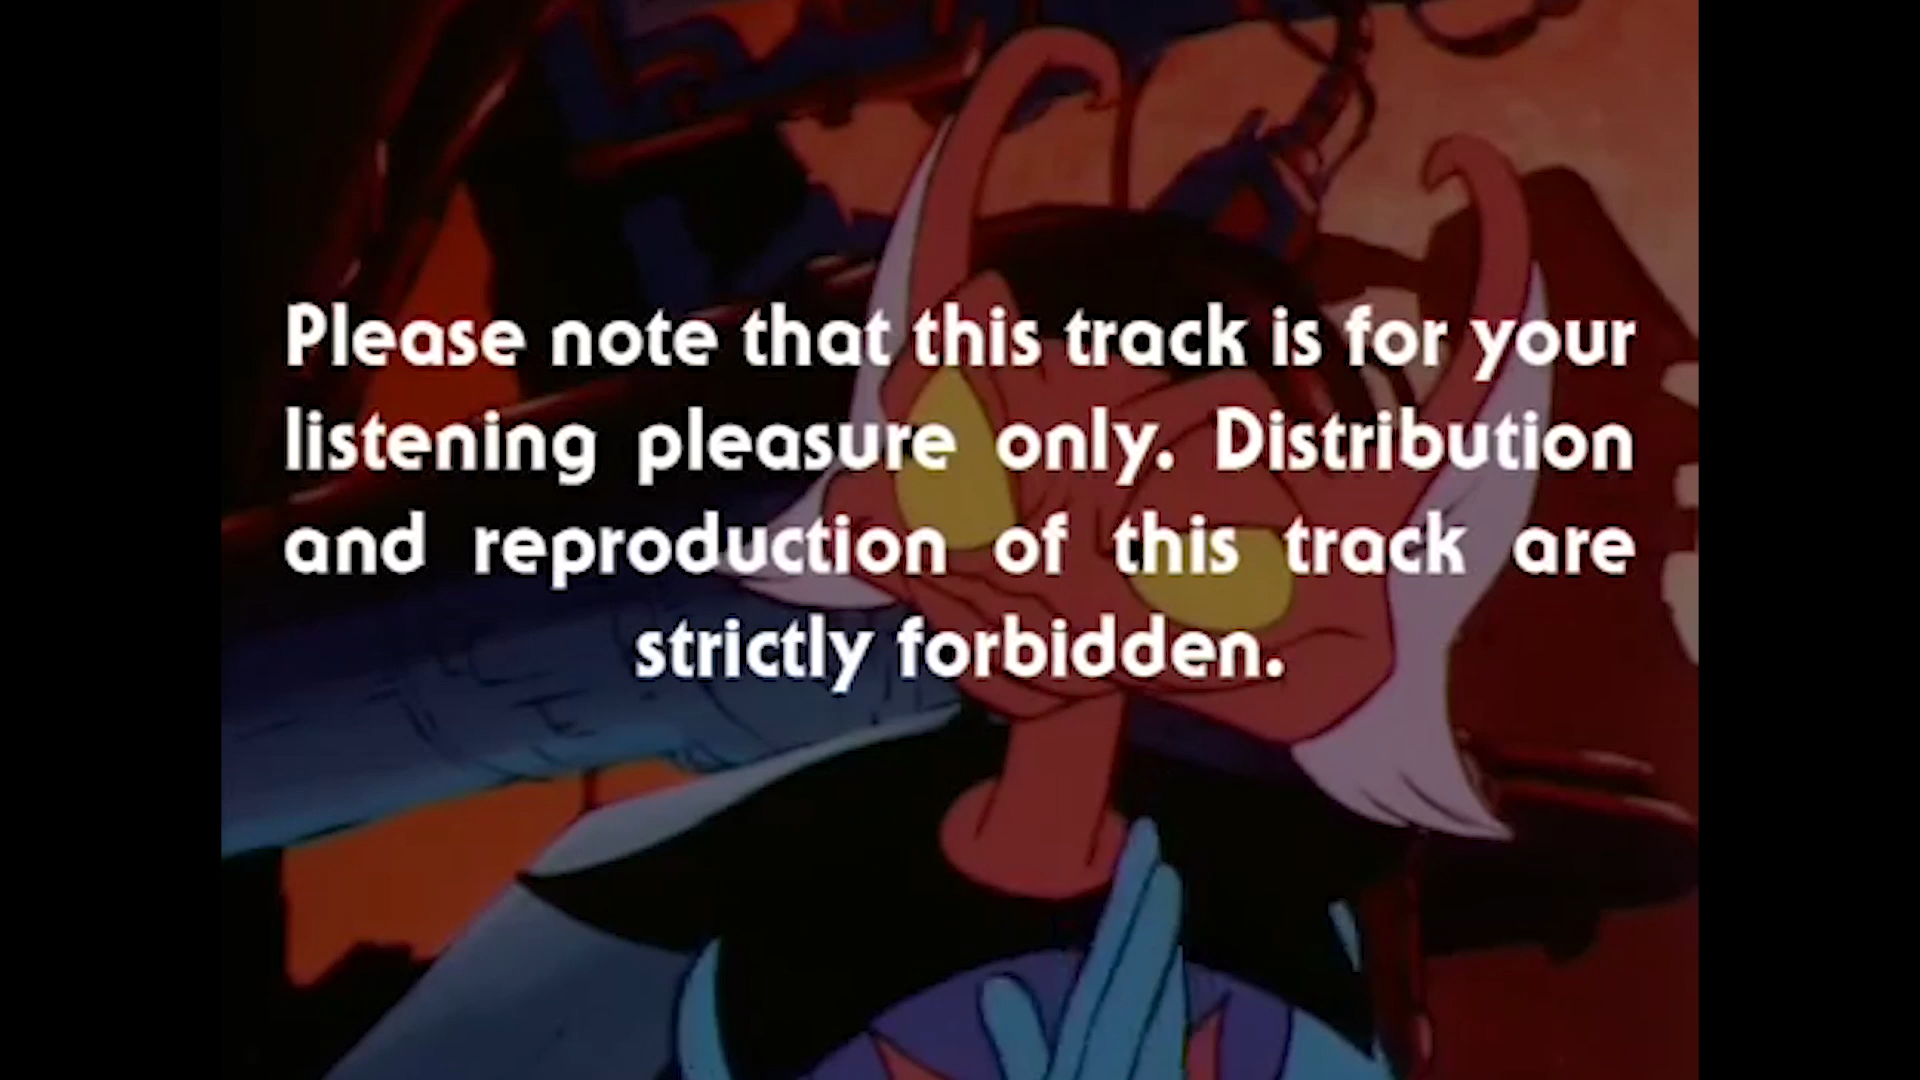 Please note that this track is for your
listening pleasure only. Distribution
and reproduction of this track are
strictly forbidden.